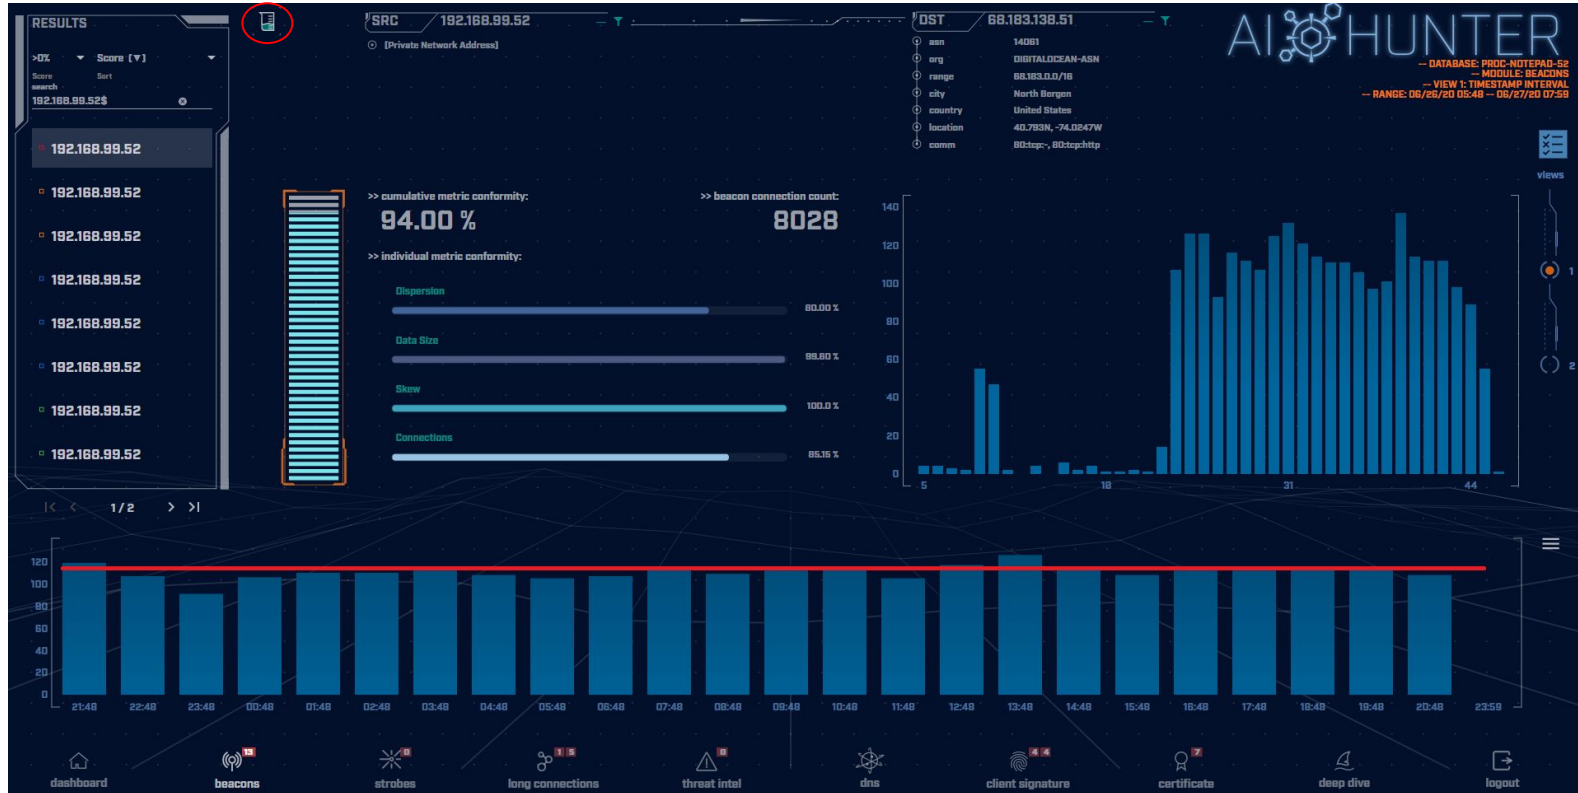 RESULTS
>0% Score [▼]
Score Sort
search
192.168.99.52$
192.168.99.52
192.168.99.52
192.168.99.52
192.168.99.52
192.168.99.52
192.168.99.52
192.168.99.52
192.168.99.52
1/2
SRC 192.168.99.52
[Private Network Address]
DST 68.183.138.51
asn 14061
org DIGITALOCEAN-ASN
range 68.183.0.0/16
city North Bergen
country United States
location 40.793N, -74.0247W
comm 80:tcp:-, 80:tcp:http
AI HUNTER
-- DATABASE: PROC-NOTEPAD-52
-- MODULE: BEACONS
-- VIEW 1: TIMESTAMP INTERVAL
-- RANGE: 06/26/20 05:48 -- 06/27/20 07:59
views
1
2
>> cumulative metric conformity:
94.00 %
>> beacon connection count:
8028
>> individual metric conformity:
Dispersion
80.00 %
Data Size
99.60 %
Skew
100.0 %
Connections
85.15 %
140
120
100
80
60
40
20
0
5 18 31 44
120
100
80
60
40
20
0
21:48 22:48 23:48 00:48 01:48 02:48 03:48 04:48 05:48 06:48 07:48 08:48 09:48 10:48 11:48 12:48 13:48 14:48 15:48 16:48 17:48 18:48 19:48 20:48 23:59
13 0 1 5 0 4 4 7
dashboard beacons strobes long connections threat intel dns client signature certificate deep dive logout